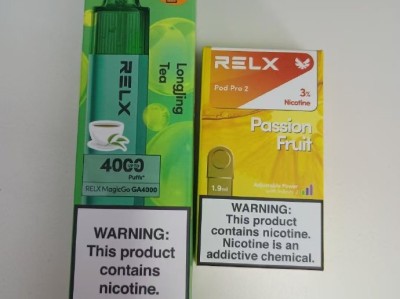 RELX
Longjing
Tea
4000
Puffs*
RELX MagicGo GA4000
WARNING:
This product
contains
nicotine.
RELX
Pod Pro 2
3%
Nicotine
Passion
Fruit
1.9ml
WARNING:
This product
contains nicotine.
Nicotine is an
addictive chemical.